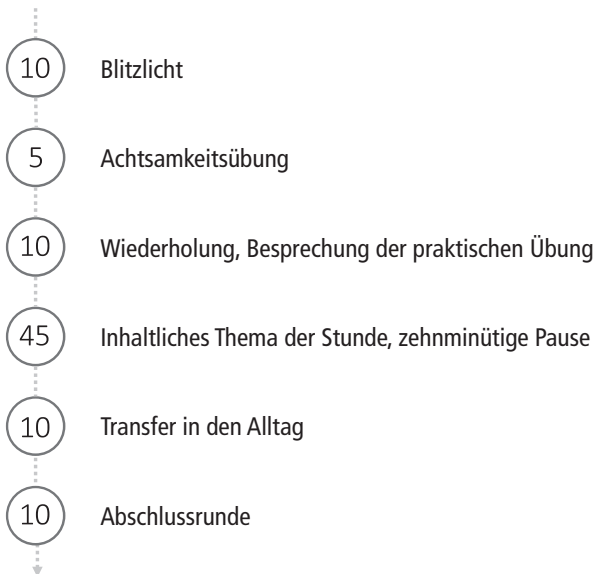 10 Blitzlicht
5 Achtsamkeitsübung
10 Wiederholung, Besprechung der praktischen Übung
45 Inhaltliches Thema der Stunde, zehnminütige Pause
10 Transfer in den Alltag
10 Abschlussrunde